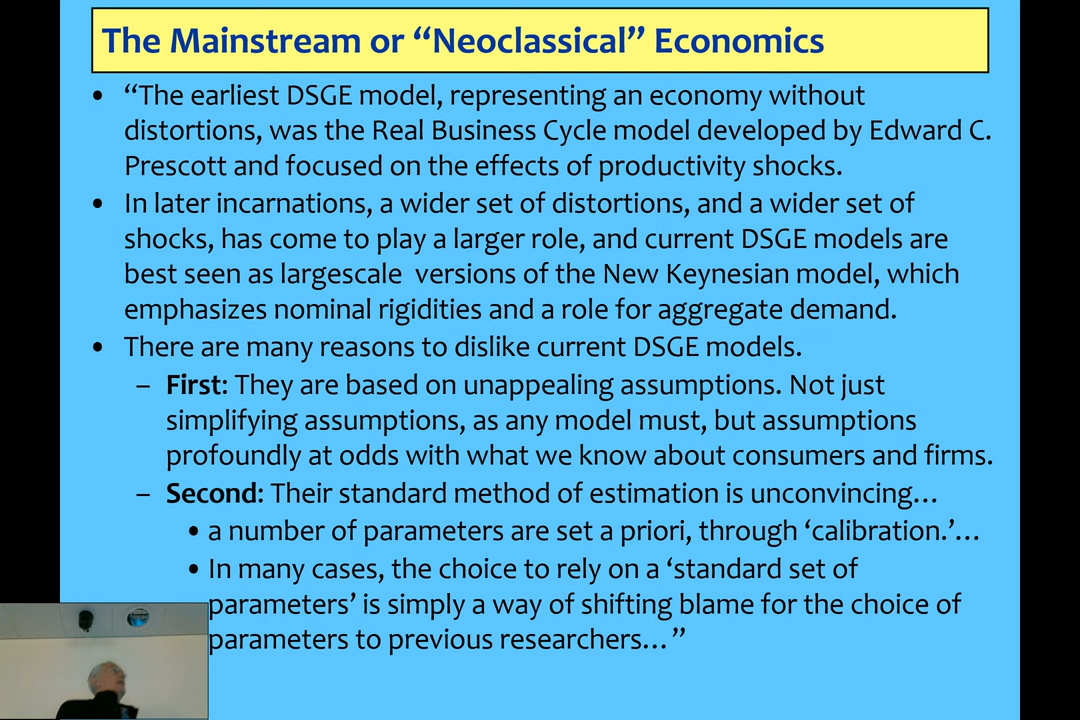 The Mainstream or “Neoclassical” Economics
• “The earliest DSGE model, representing an economy without
distortions, was the Real Business Cycle model developed by Edward C.
Prescott and focused on the effects of productivity shocks.
• In later incarnations, a wider set of distortions, and a wider set of
shocks, has come to play a larger role, and current DSGE models are
best seen as largescale  versions of the New Keynesian model, which
emphasizes nominal rigidities and a role for aggregate demand.
• There are many reasons to dislike current DSGE models.
– First: They are based on unappealing assumptions. Not just
simplifying assumptions, as any model must, but assumptions
profoundly at odds with what we know about consumers and firms.
– Second: Their standard method of estimation is unconvincing…
• a number of parameters are set a priori, through ‘calibration.’…
• In many cases, the choice to rely on a ‘standard set of
parameters’ is simply a way of shifting blame for the choice of
parameters to previous researchers…”